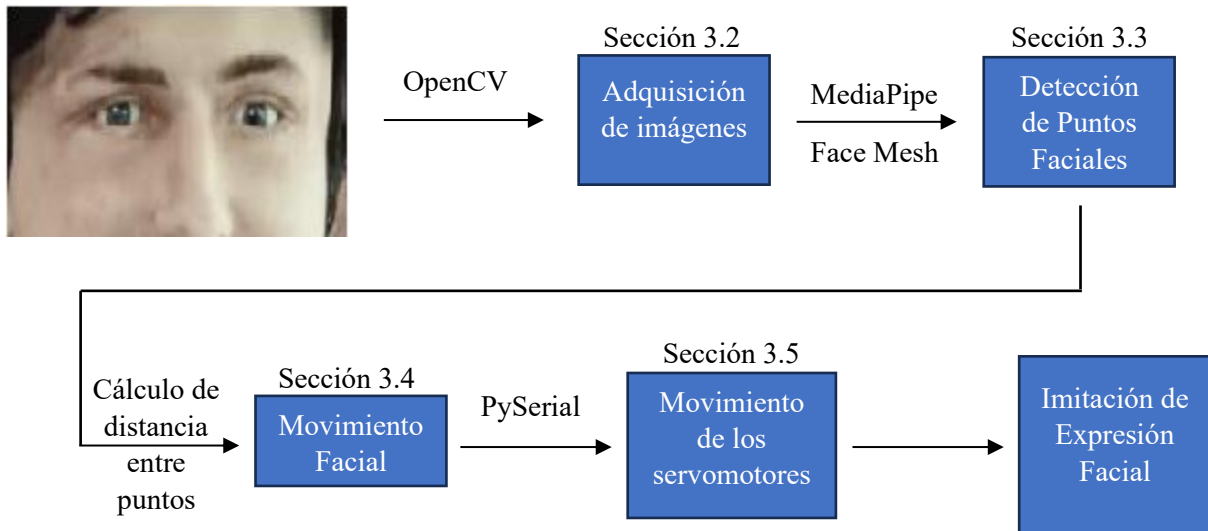 Sección 3.2
Sección 3.3
OpenCV
Adquisición
de imágenes
MediaPipe
Face Mesh
Detección
de Puntos
Faciales
Cálculo de
distancia
entre
puntos
Sección 3.4
Movimiento
Facial
PySerial
Sección 3.5
Movimiento
de los
servomotores
Imitación de
Expresión
Facial